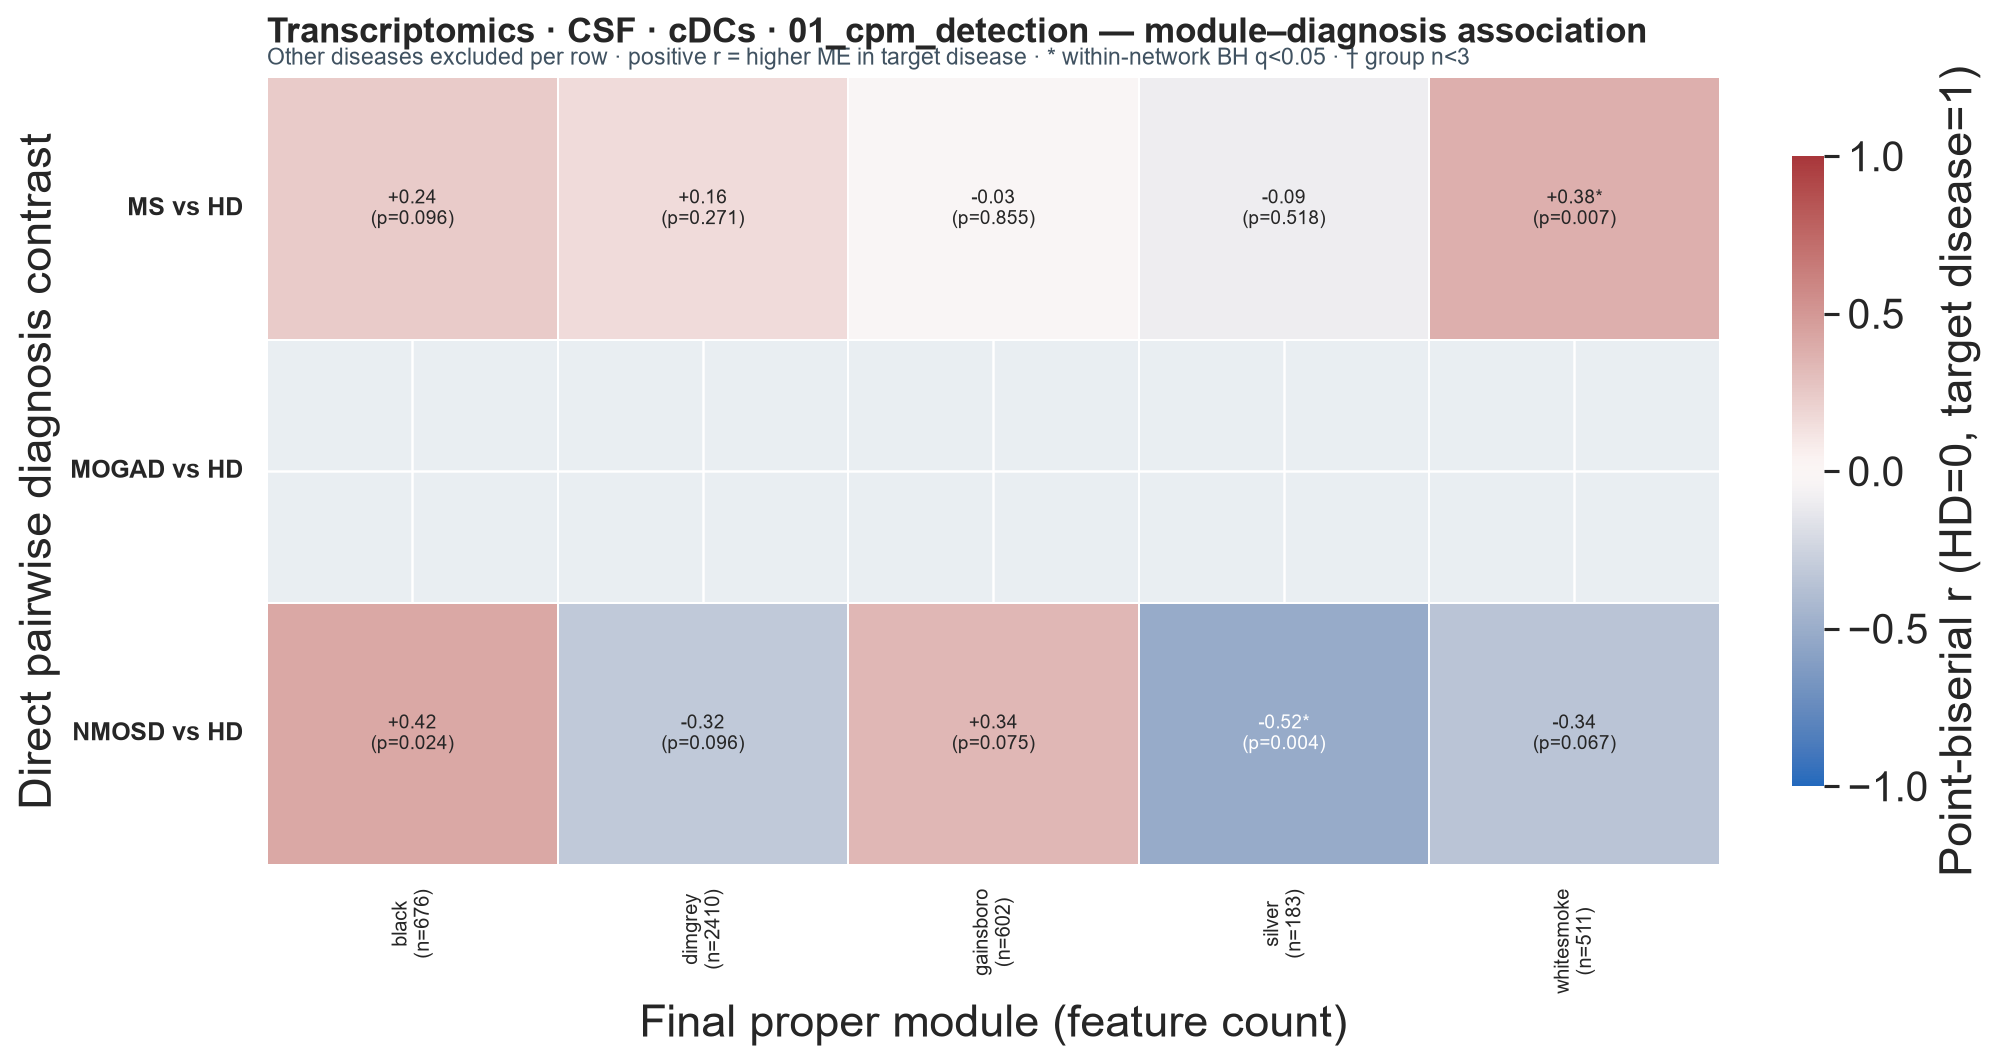 Transcriptomics · CSF · cDCs · 01_cpm_detection — module–diagnosis association
Other diseases excluded per row · positive r = higher ME in target disease · * within-network BH q<0.05 · † group n<3
Direct pairwise diagnosis contrast
MS vs HD
+0.24
(p=0.096)
+0.16
(p=0.271)
-0.03
(p=0.855)
-0.09
(p=0.518)
+0.38*
(p=0.007)
MOGAD vs HD
NMOSD vs HD
+0.42
(p=0.024)
-0.32
(p=0.096)
+0.34
(p=0.075)
-0.52*
(p=0.004)
-0.34
(p=0.067)
black
(n=676)
dimgrey
(n=2410)
gainsboro
(n=602)
silver
(n=183)
whitesmoke
(n=511)
Final proper module (feature count)
1.0
0.5
0.0
−0.5
−1.0
Point-biserial r (HD=0, target disease=1)